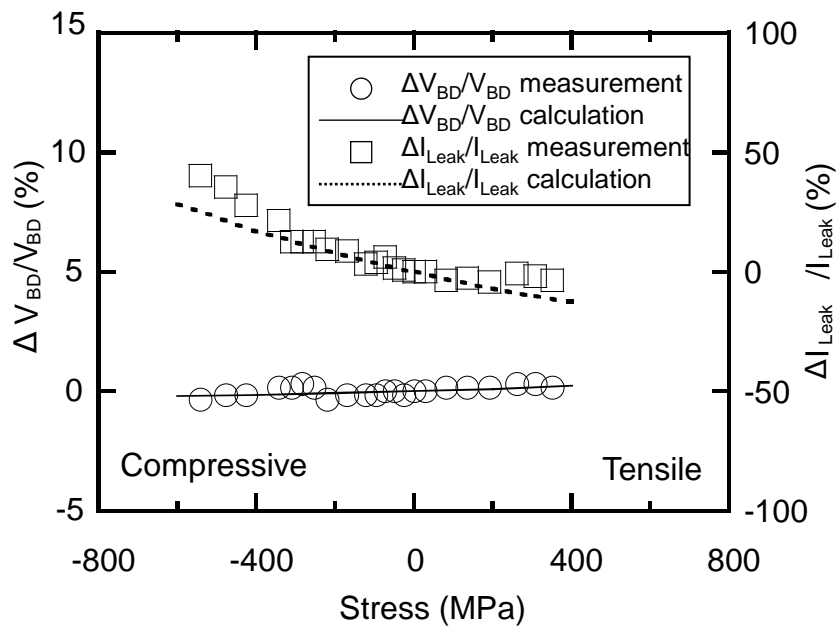 15
10
5
0
-5
Δ V_BD/V_BD (%)
100
50
0
-50
-100
ΔI_Leak /I_Leak (%)
ΔV_BD/V_BD measurement
ΔV_BD/V_BD calculation
ΔI_Leak/I_Leak measurement
ΔI_Leak/I_Leak calculation
Compressive
Tensile
-800 -400 0 400 800
Stress (MPa)